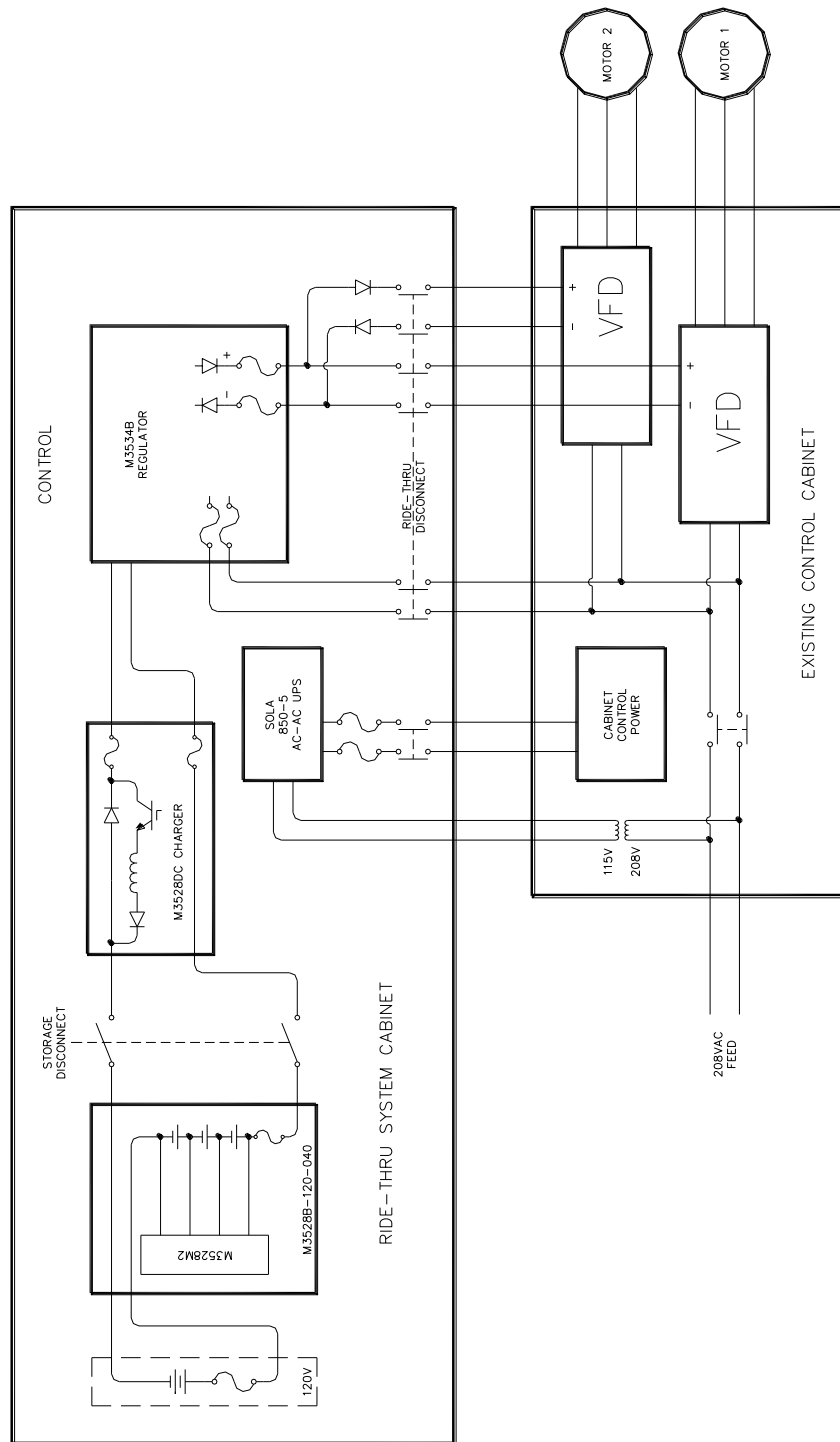 MOTOR 2
MOTOR 1
CONTROL
M3534B
REGULATOR
+
-
+
-
VFD
+
-
VFD
RIDE-THRU
DISCONNECT
EXISTING CONTROL CABINET
SOLA
850-5
AC-AC UPS
CABINET
CONTROL
POWER
M3528DC CHARGER
115V
208V
STORAGE
DISCONNECT
RIDE-THRU SYSTEM CABINET
208VAC
FEED
M3528M2
M3528B-120-040
120V